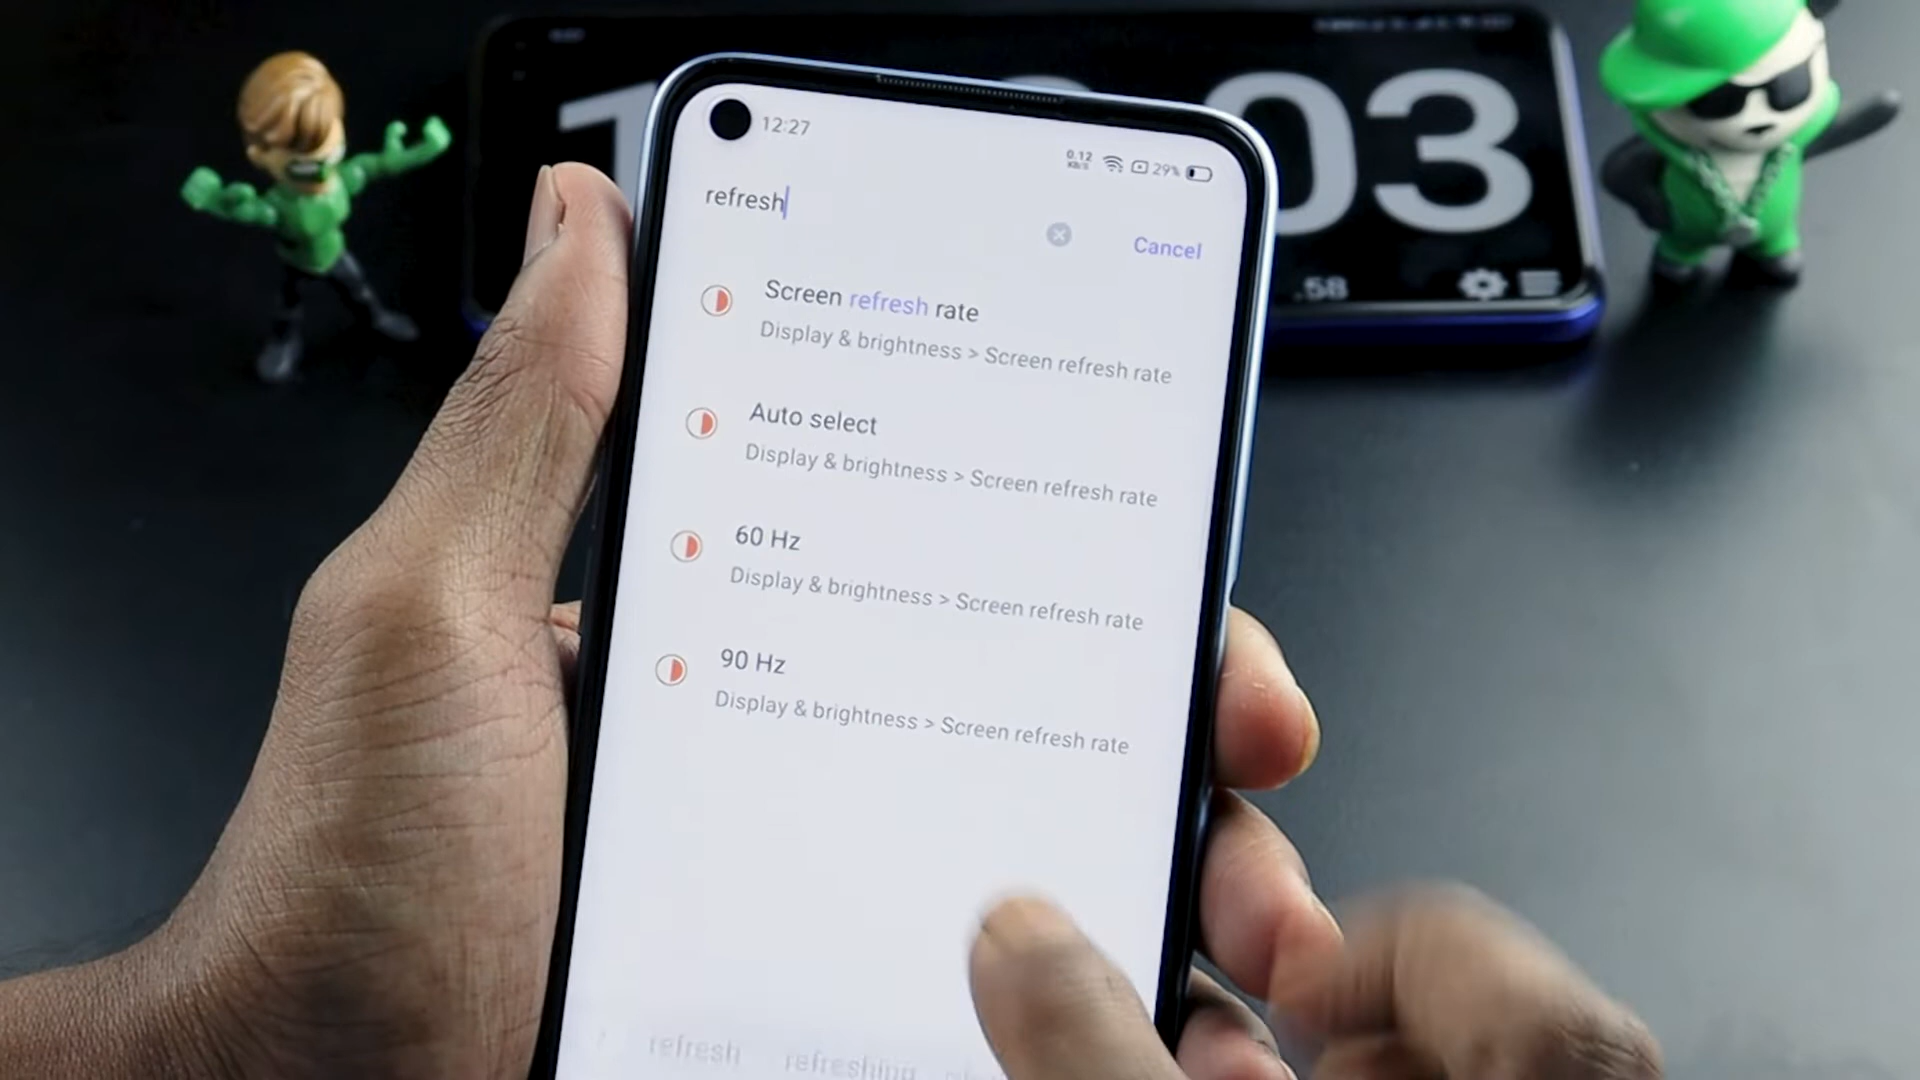 03
.58
12:27
0.12
KB/S
29%
refresh
Cancel
Screen refresh rate
Display & brightness > Screen refresh rate
Auto select
Display & brightness > Screen refresh rate
60 Hz
Display & brightness > Screen refresh rate
90 Hz
Display & brightness > Screen refresh rate
refresh refreshing